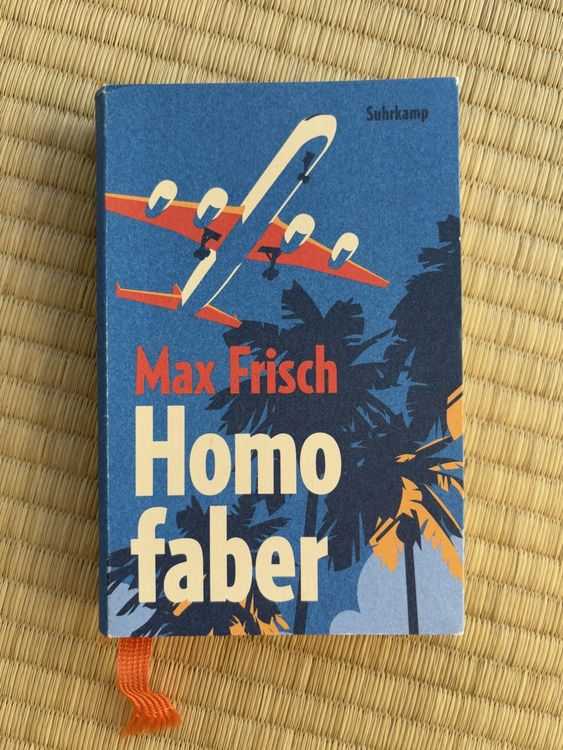 Suhrkamp
Max Frisch
Homo
faber